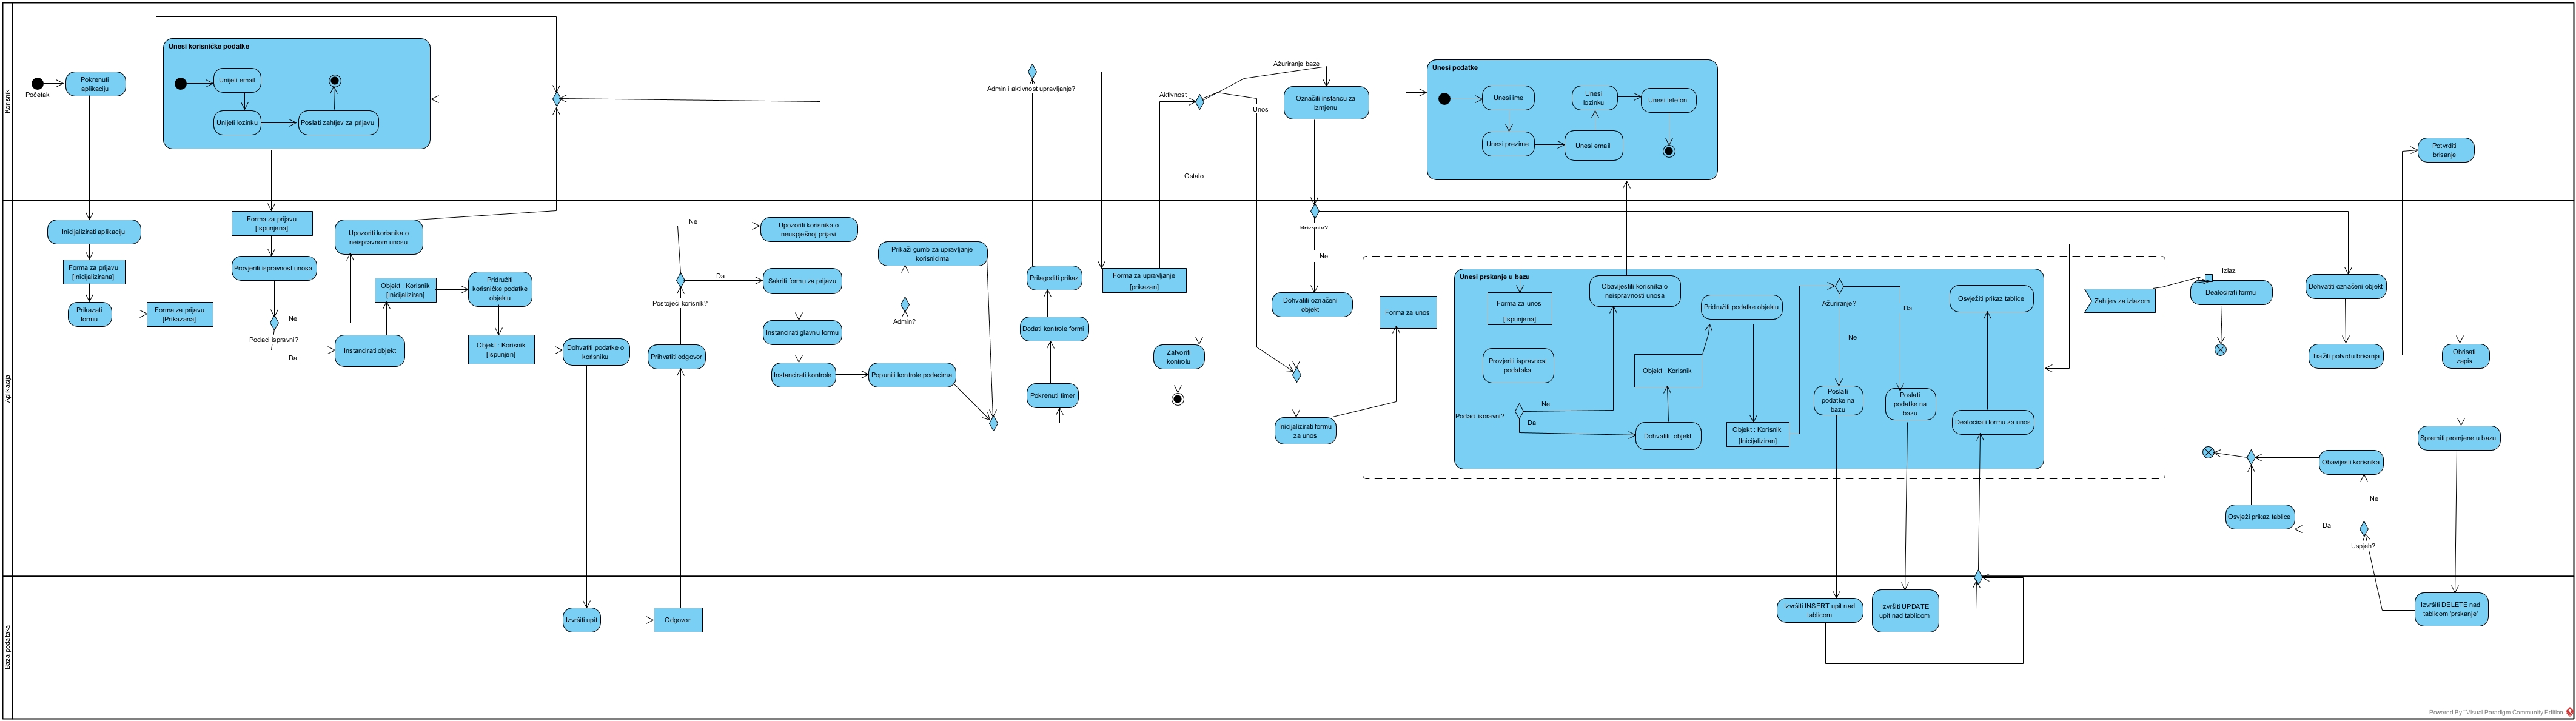 Korisnik
Početak
Pokrenuti
aplikaciju
Unesi korisničke podatke
Unijeti email
Unijeti lozinku
Poslati zahtjev za prijavu
Admin i aktivnost upravljanje?
Aktivnost
Ažuriranje baze
Unos
Ostalo
Označiti instancu za
izmjenu
Unesi podatke
Unesi ime
Unesi prezime
Unesi email
Unesi
lozinku
Unesi telefon
Potvrditi
brisanje
Aplikacija
Inicijalizirati aplikaciju
Forma za prijavu
[Inicijalizirana]
Prikazati
formu
Forma za prijavu
[Prikazana]
Forma za prijavu
[Ispunjena]
Provjeriti ispravnost unosa
Podaci ispravni?
Ne
Da
Upozoriti korisnika o
neispravnom unosu
Instancirati objekt
Objekt : Korisnik
[Inicijaliziran]
Pridružiti
korisničke podatke
objektu
Objekt : Korisnik
[Ispunjen]
Dohvatiti podatke o
korisniku
Prihvatiti odgovor
Postojeći korisnik?
Ne
Da
Upozoriti korisnika o
neuspješnoj prijavi
Sakriti formu za prijavu
Instancirati glavnu formu
Instancirati kontrole
Popuniti kontrole podacima
Admin?
Prikaži gumb za upravljanje
korisnicima
Prilagoditi prikaz
Dodati kontrole formi
Pokrenuti timer
Forma za upravljanje
[prikazan]
Zatvoriti
kontrolu
Brisanje?
Ne
Dohvatiti označeni
objekt
Inicijalizirati formu
za unos
Forma za unos
Unesi prskanje u bazu
Forma za unos
[Ispunjena]
Provjeriti ispravnost
podataka
Podaci ispravni?
Ne
Da
Obavijestiti korisnika o
neispravnosti unosa
Dohvatiti objekt
Objekt : Korisnik
Pridružiti podatke objektu
Objekt : Korisnik
[Inicijaliziran]
Ažuriranje?
Ne
Da
Poslati
podatke na
bazu
Poslati
podatke na
bazu
Osvježiti prikaz tablice
Dealocirati formu za unos
Zahtjev za izlazom
Izlaz
Dealocirati formu
Dohvatiti označeni objekt
Tražiti potvrdu brisanja
Obrisati
zapis
Spremiti promjene u bazu
Obavijesti korisnika
Osvježi prikaz tablice
Ne
Da
Uspjeh?
Baza podataka
Izvršiti upit
Odgovor
Izvršiti INSERT upit nad
tablicom
Izvršiti UPDATE
upit nad tablicom
Izvršiti DELETE nad
tablicom 'prskanje'
Powered By Visual Paradigm Community Edition